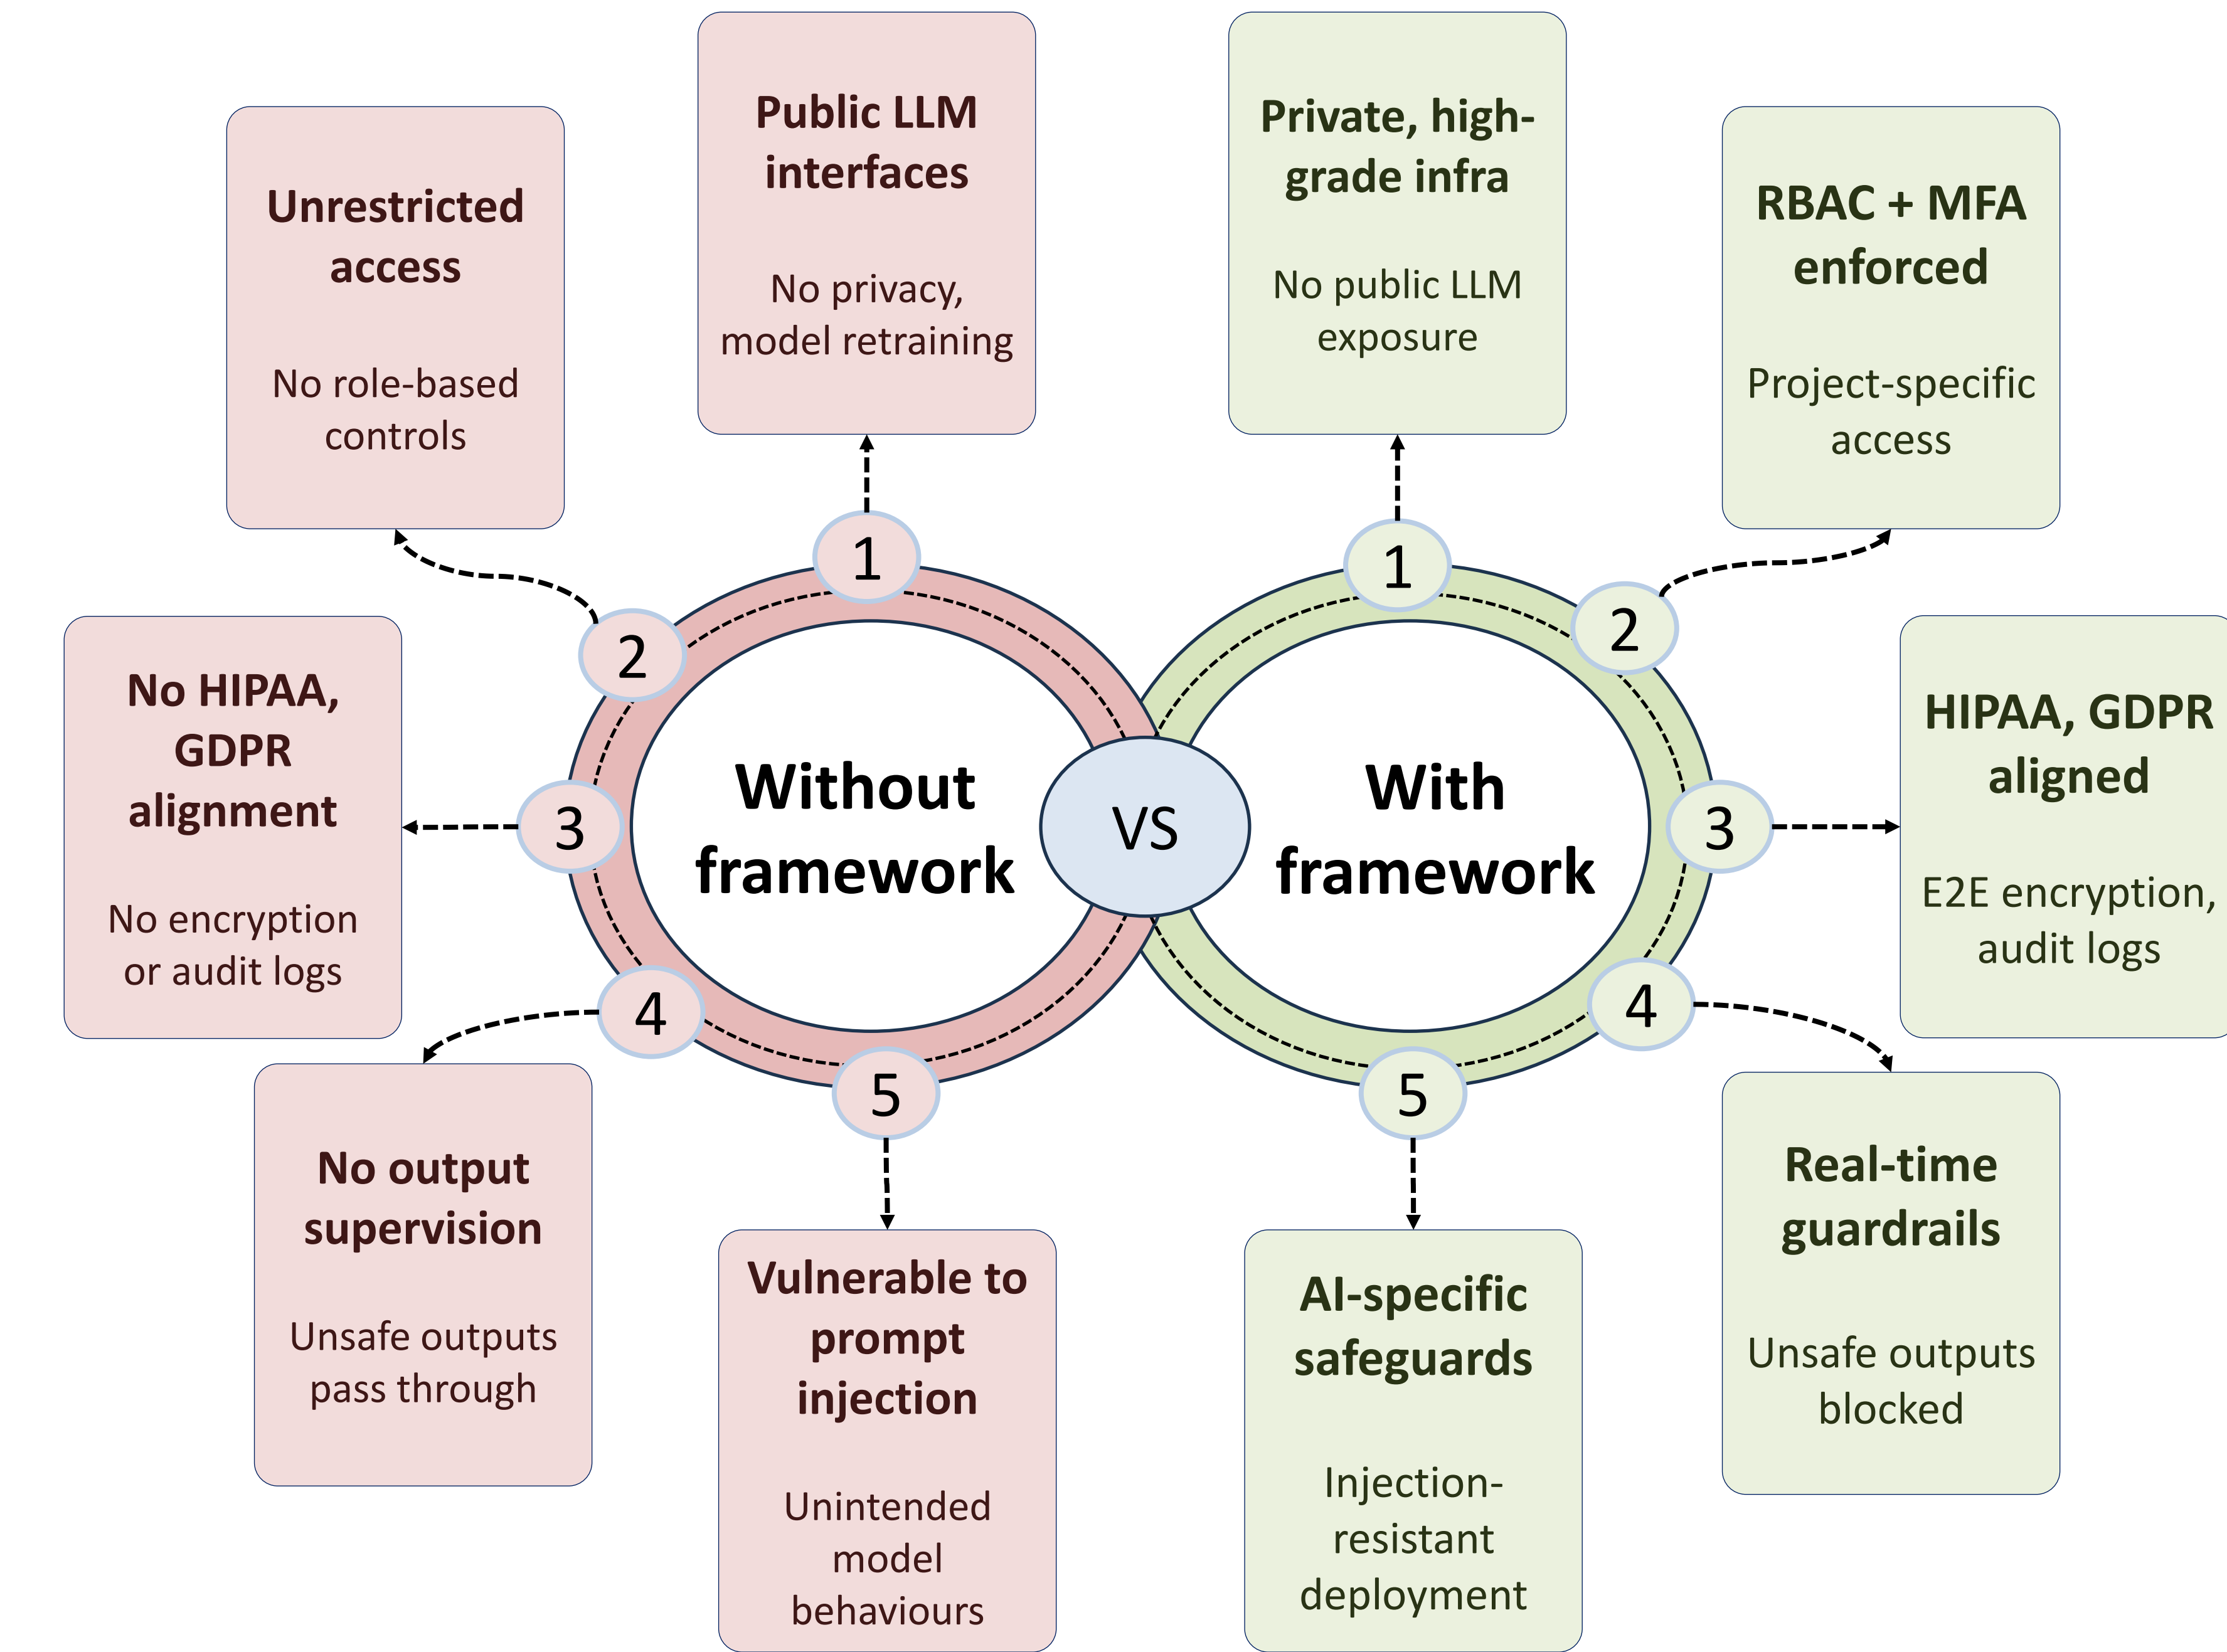 Public LLM
interfaces
No privacy,
model retraining
Unrestricted
access
No role-based
controls
No HIPAA,
GDPR
alignment
No encryption
or audit logs
No output
supervision
Unsafe outputs
pass through
Vulnerable to
prompt
injection
Unintended
model
behaviours
1
2
3
4
5
Without
framework
VS
With
framework
1
2
3
4
5
Private, high-
grade infra
No public LLM
exposure
RBAC + MFA
enforced
Project-specific
access
HIPAA, GDPR
aligned
E2E encryption,
audit logs
Real-time
guardrails
Unsafe outputs
blocked
AI-specific
safeguards
Injection-
resistant
deployment